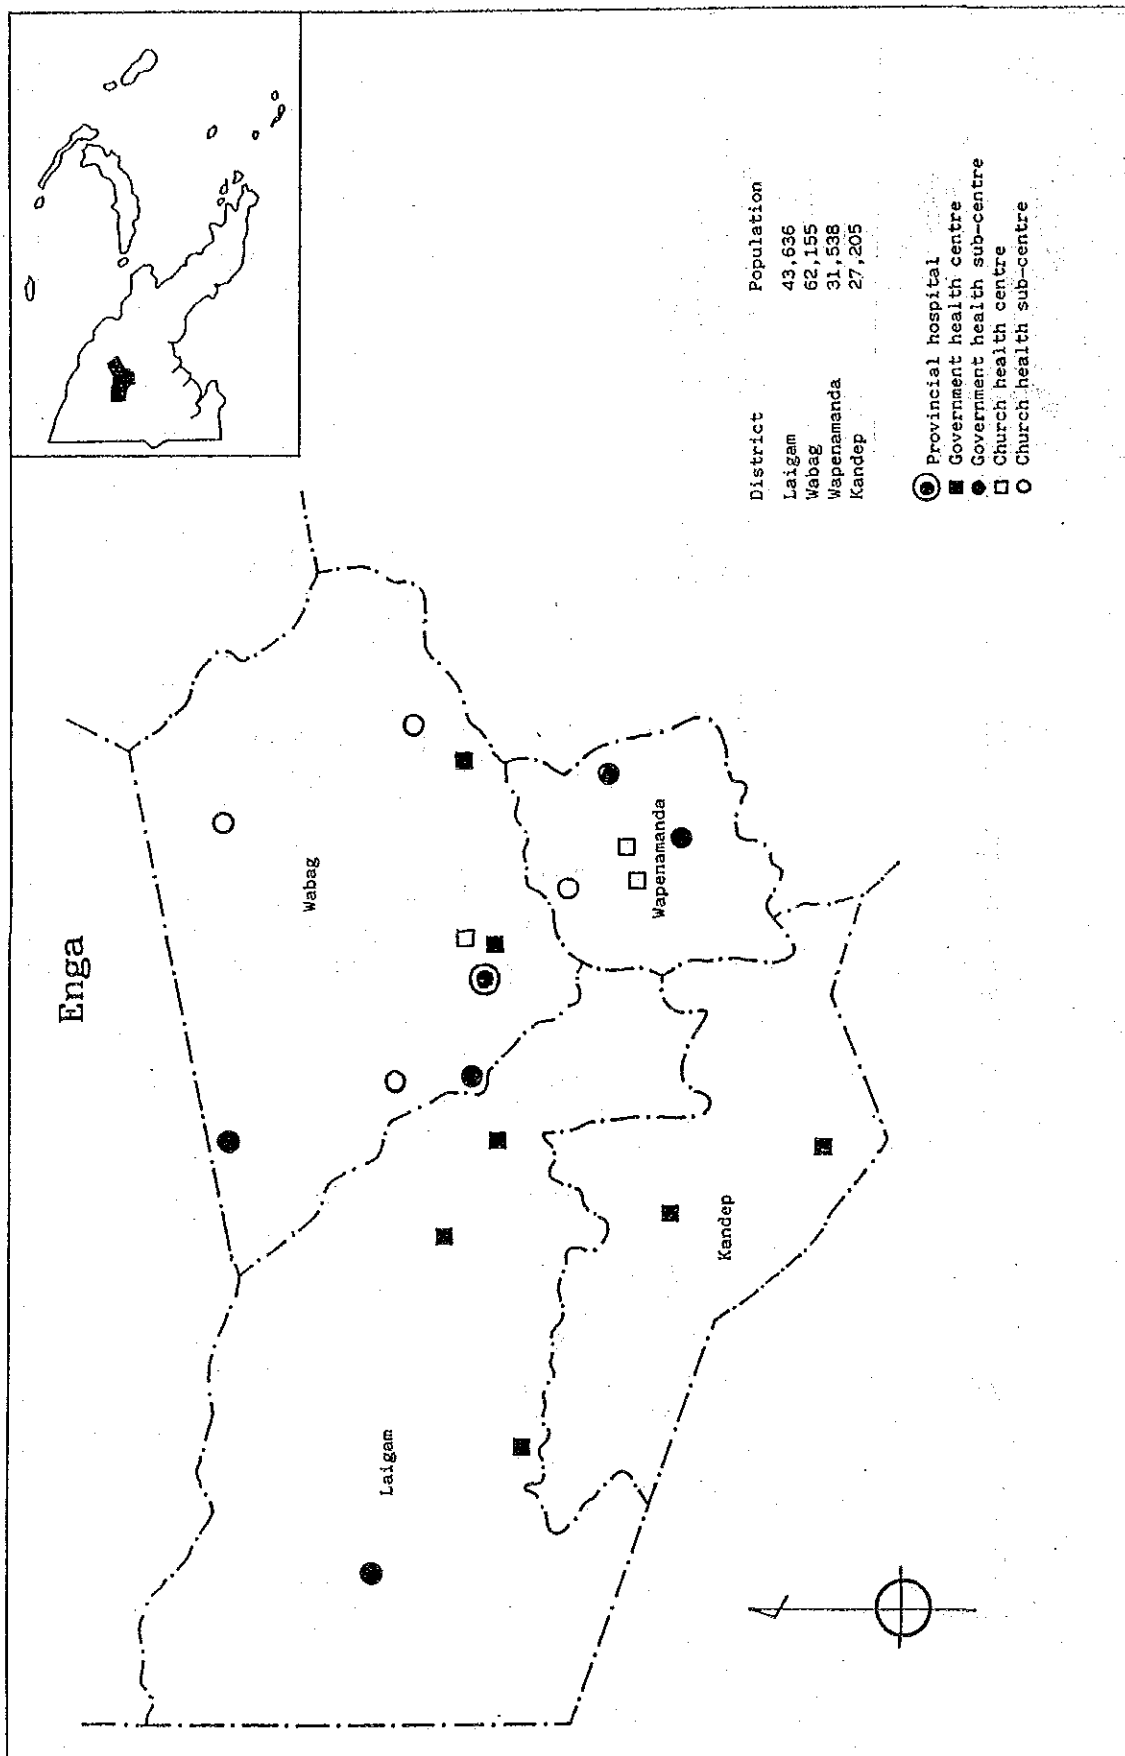 Enga
Wabag
Laigam
Wapenamanda
Kandep
District Population
Laigam 43,636
Wabag 62,155
Wapenamanda 31,538
Kandep 27,205
Provincial hospital
Government health centre
Government health sub-centre
Church health centre
Church health sub-centre